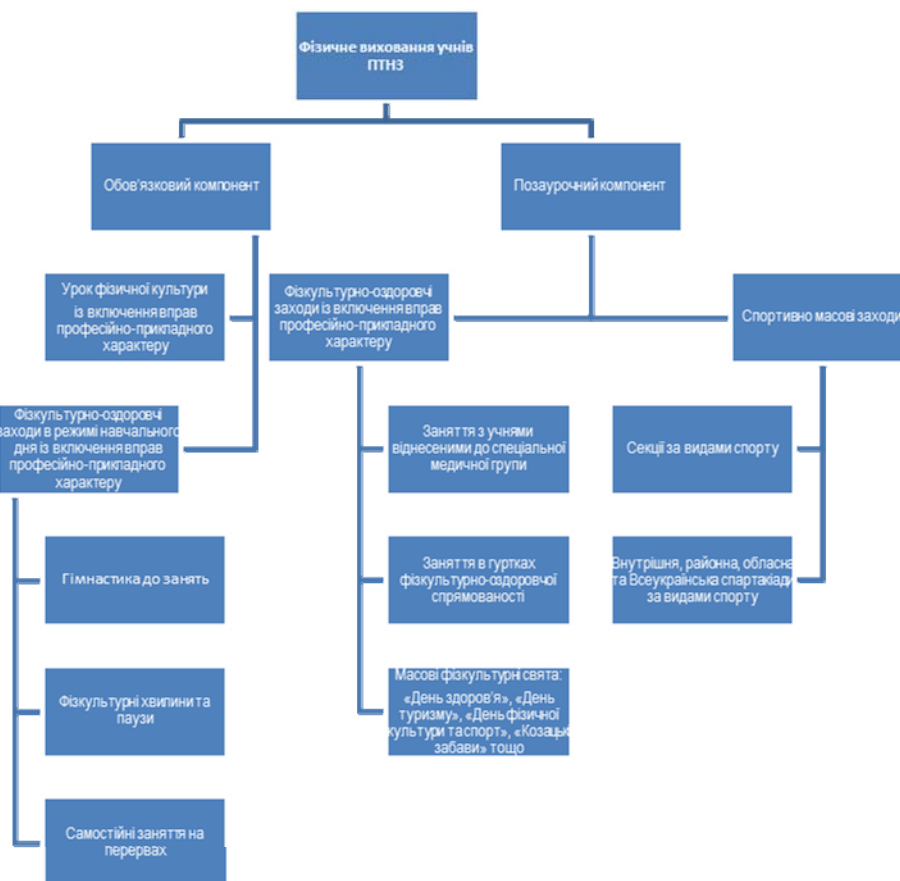 Фізичне виховання учнів
ПТНЗ
Обов'язковий компонент
Позаурочний компонент
Урок фізичної культури
із включення вправ
професійно-прикладного
характеру
Фізкультурно-оздоровчі
заходи із включення вправ
професійно-прикладного
характеру
Спортивно масові заходи
Фізкультурно-оздоровчі
заходи в режимі навчального
дня із включення вправ
професійно-прикладного
характеру
Заняття з учнями
віднесеними до спеціальної
медичної групи
Секції за видами спорту
Гімнастика до занять
Заняття в гуртках
фізкультурно-оздоровчої
спрямованості
Внутрішня, районна, обласна
та Всеукраїнська спартакіади
за видами спорту
Фізкультурні хвилини та
паузи
Масові фізкультурні свята:
«День здоров'я», «День
туризму», «День фізичної
культури та спорт», «Козацькі
забави» тощо
Самостійні заняття на
перервах